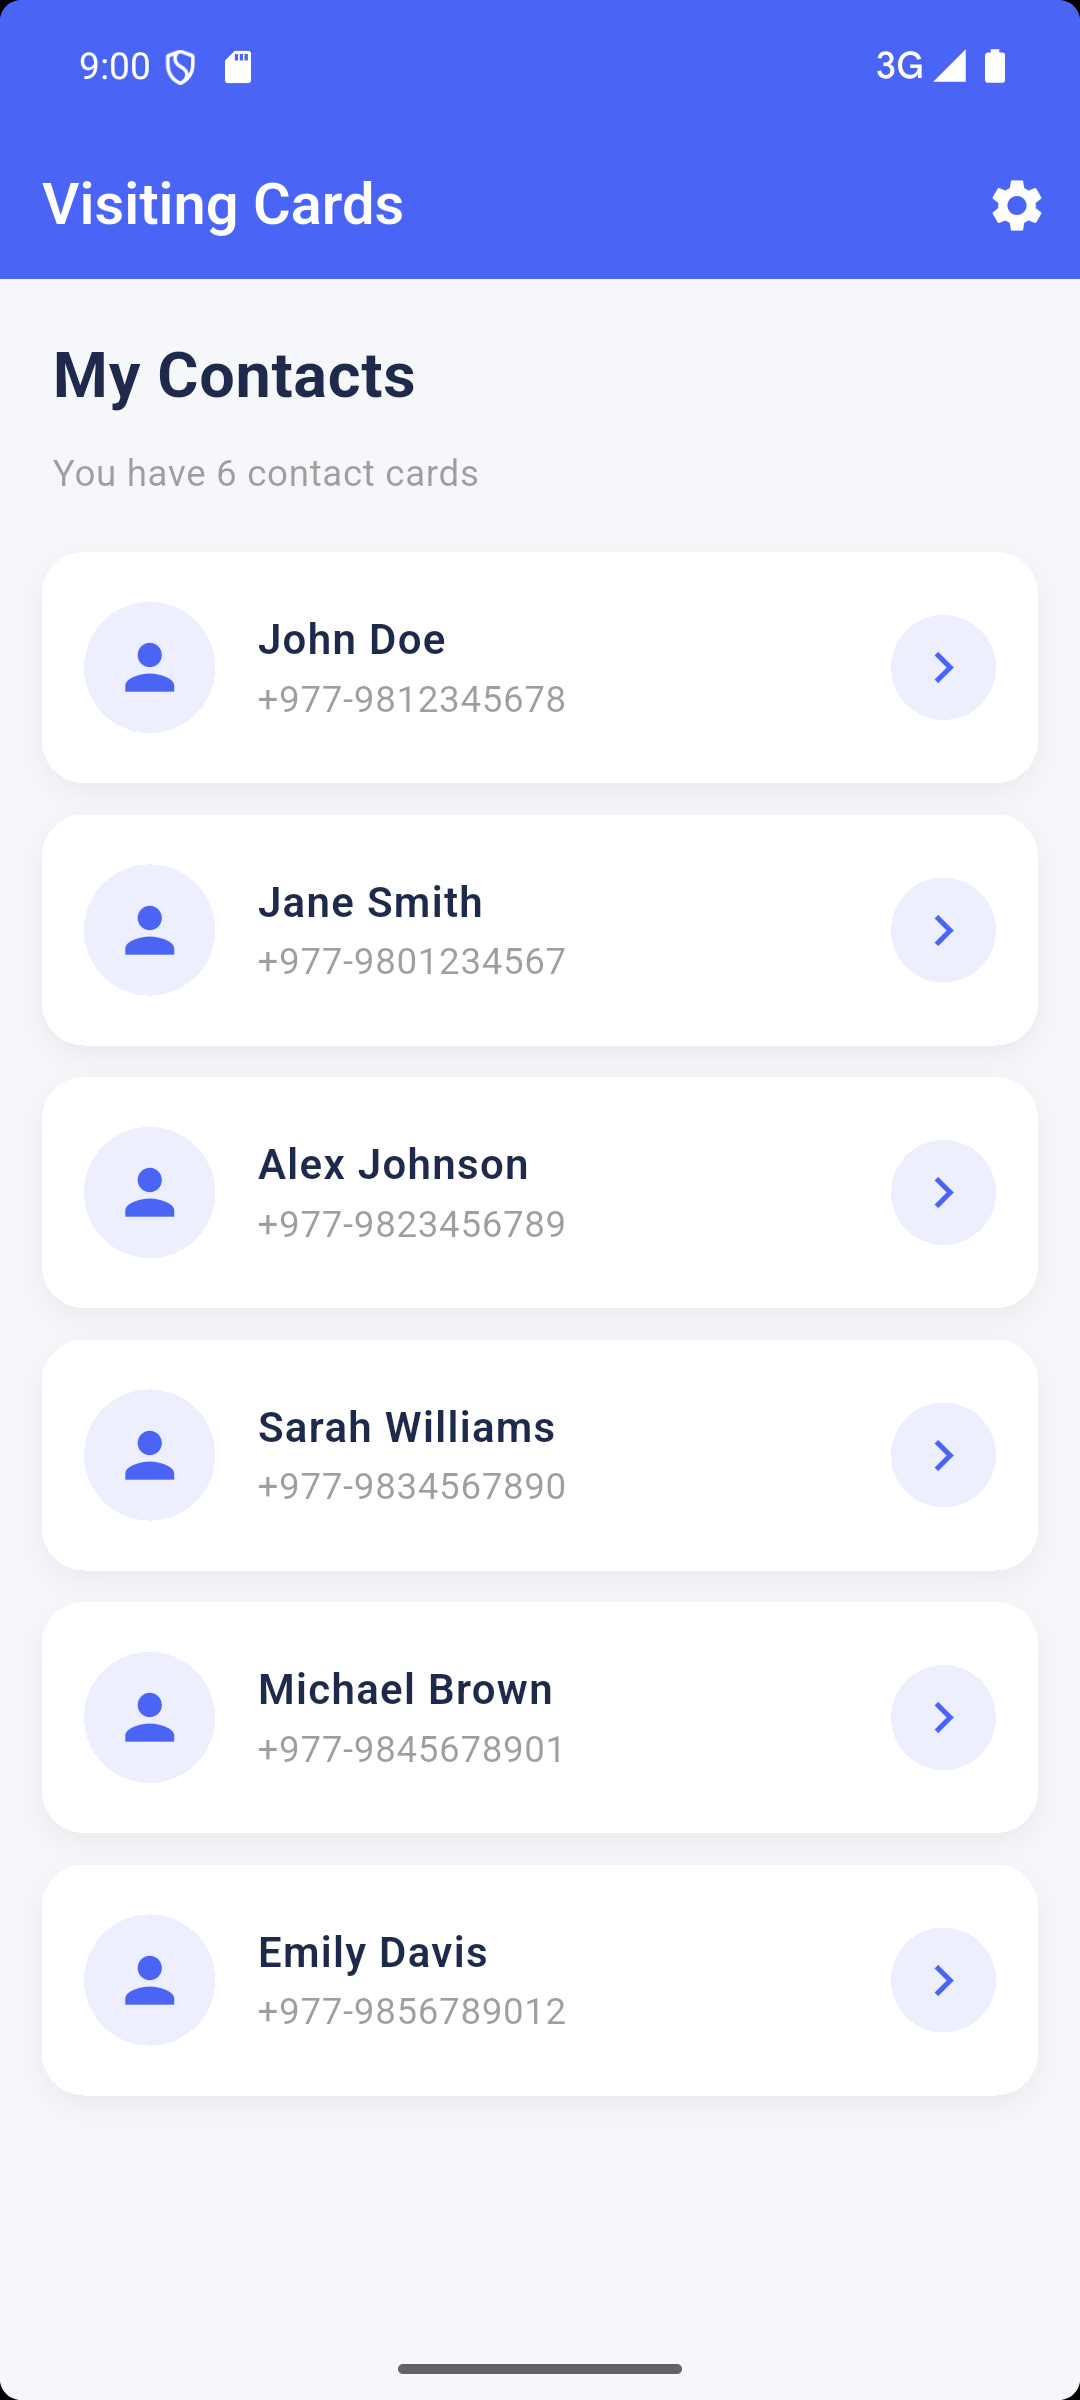 9:00
3G
Visiting Cards
My Contacts
You have 6 contact cards
John Doe
+977-9812345678
Jane Smith
+977-9801234567
Alex Johnson
+977-9823456789
Sarah Williams
+977-9834567890
Michael Brown
+977-9845678901
Emily Davis
+977-9856789012